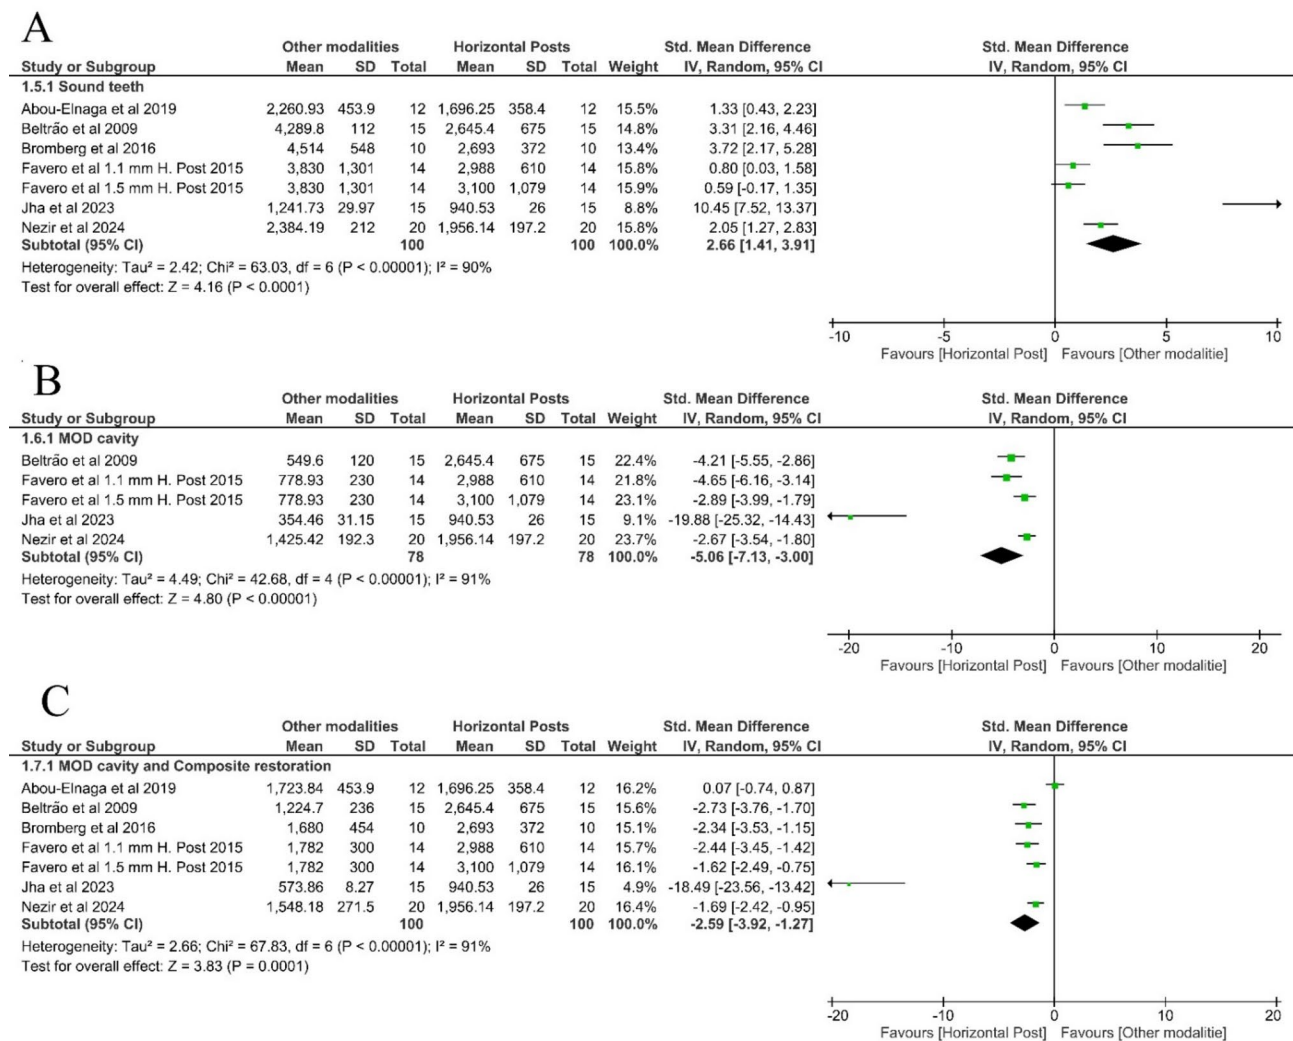 A
Other modalities Horizontal Posts Std. Mean Difference Std. Mean Difference
Study or Subgroup Mean SD Total Mean SD Total Weight IV, Random, 95% CI IV, Random, 95% CI
1.5.1 Sound teeth
Abou-Elnaga et al 2019 2,260.93 453.9 12 1,696.25 358.4 12 15.5% 1.33 [0.43, 2.23]
Beltrão et al 2009 4,289.8 112 15 2,645.4 675 15 14.8% 3.31 [2.16, 4.46]
Bromberg et al 2016 4,514 548 10 2,693 372 10 13.4% 3.72 [2.17, 5.28]
Favero et al 1.1 mm H. Post 2015 3,830 1,301 14 2,988 610 14 15.8% 0.80 [0.03, 1.58]
Favero et al 1.5 mm H. Post 2015 3,830 1,301 14 3,100 1,079 14 15.9% 0.59 [-0.17, 1.35]
Jha et al 2023 1,241.73 29.97 15 940.53 26 15 8.8% 10.45 [7.52, 13.37]
Nezir et al 2024 2,384.19 212 20 1,956.14 197.2 20 15.8% 2.05 [1.27, 2.83]
Subtotal (95% CI) 100 100 100.0% 2.66 [1.41, 3.91]
Heterogeneity: Tau² = 2.42; Chi² = 63.03, df = 6 (P < 0.00001); I² = 90%
Test for overall effect: Z = 4.16 (P < 0.0001)
-10 -5 0 5 10
Favours [Horizontal Post] Favours [Other modalitie]
B
Other modalities Horizontal Posts Std. Mean Difference Std. Mean Difference
Study or Subgroup Mean SD Total Mean SD Total Weight IV, Random, 95% CI IV, Random, 95% CI
1.6.1 MOD cavity
Beltrão et al 2009 549.6 120 15 2,645.4 675 15 22.4% -4.21 [-5.55, -2.86]
Favero et al 1.1 mm H. Post 2015 778.93 230 14 2,988 610 14 21.8% -4.65 [-6.16, -3.14]
Favero et al 1.5 mm H. Post 2015 778.93 230 14 3,100 1,079 14 23.1% -2.89 [-3.99, -1.79]
Jha et al 2023 354.46 31.15 15 940.53 26 15 9.1% -19.88 [-25.32, -14.43]
Nezir et al 2024 1,425.42 192.3 20 1,956.14 197.2 20 23.7% -2.67 [-3.54, -1.80]
Subtotal (95% CI) 78 78 100.0% -5.06 [-7.13, -3.00]
Heterogeneity: Tau² = 4.49; Chi² = 42.68, df = 4 (P < 0.00001); I² = 91%
Test for overall effect: Z = 4.80 (P < 0.00001)
-20 -10 0 10 20
Favours [Horizontal Post] Favours [Other modalitie]
C
Other modalities Horizontal Posts Std. Mean Difference Std. Mean Difference
Study or Subgroup Mean SD Total Mean SD Total Weight IV, Random, 95% CI IV, Random, 95% CI
1.7.1 MOD cavity and Composite restoration
Abou-Elnaga et al 2019 1,723.84 453.9 12 1,696.25 358.4 12 16.2% 0.07 [-0.74, 0.87]
Beltrão et al 2009 1,224.7 236 15 2,645.4 675 15 15.6% -2.73 [-3.76, -1.70]
Bromberg et al 2016 1,680 454 10 2,693 372 10 15.1% -2.34 [-3.53, -1.15]
Favero et al 1.1 mm H. Post 2015 1,782 300 14 2,988 610 14 15.7% -2.44 [-3.45, -1.42]
Favero et al 1.5 mm H. Post 2015 1,782 300 14 3,100 1,079 14 16.1% -1.62 [-2.49, -0.75]
Jha et al 2023 573.86 8.27 15 940.53 26 15 4.9% -18.49 [-23.56, -13.42]
Nezir et al 2024 1,548.18 271.5 20 1,956.14 197.2 20 16.4% -1.69 [-2.42, -0.95]
Subtotal (95% CI) 100 100 100.0% -2.59 [-3.92, -1.27]
Heterogeneity: Tau² = 2.66; Chi² = 67.83, df = 6 (P < 0.00001); I² = 91%
Test for overall effect: Z = 3.83 (P = 0.0001)
-20 -10 0 10 20
Favours [Horizontal Post] Favours [Other modalitie]